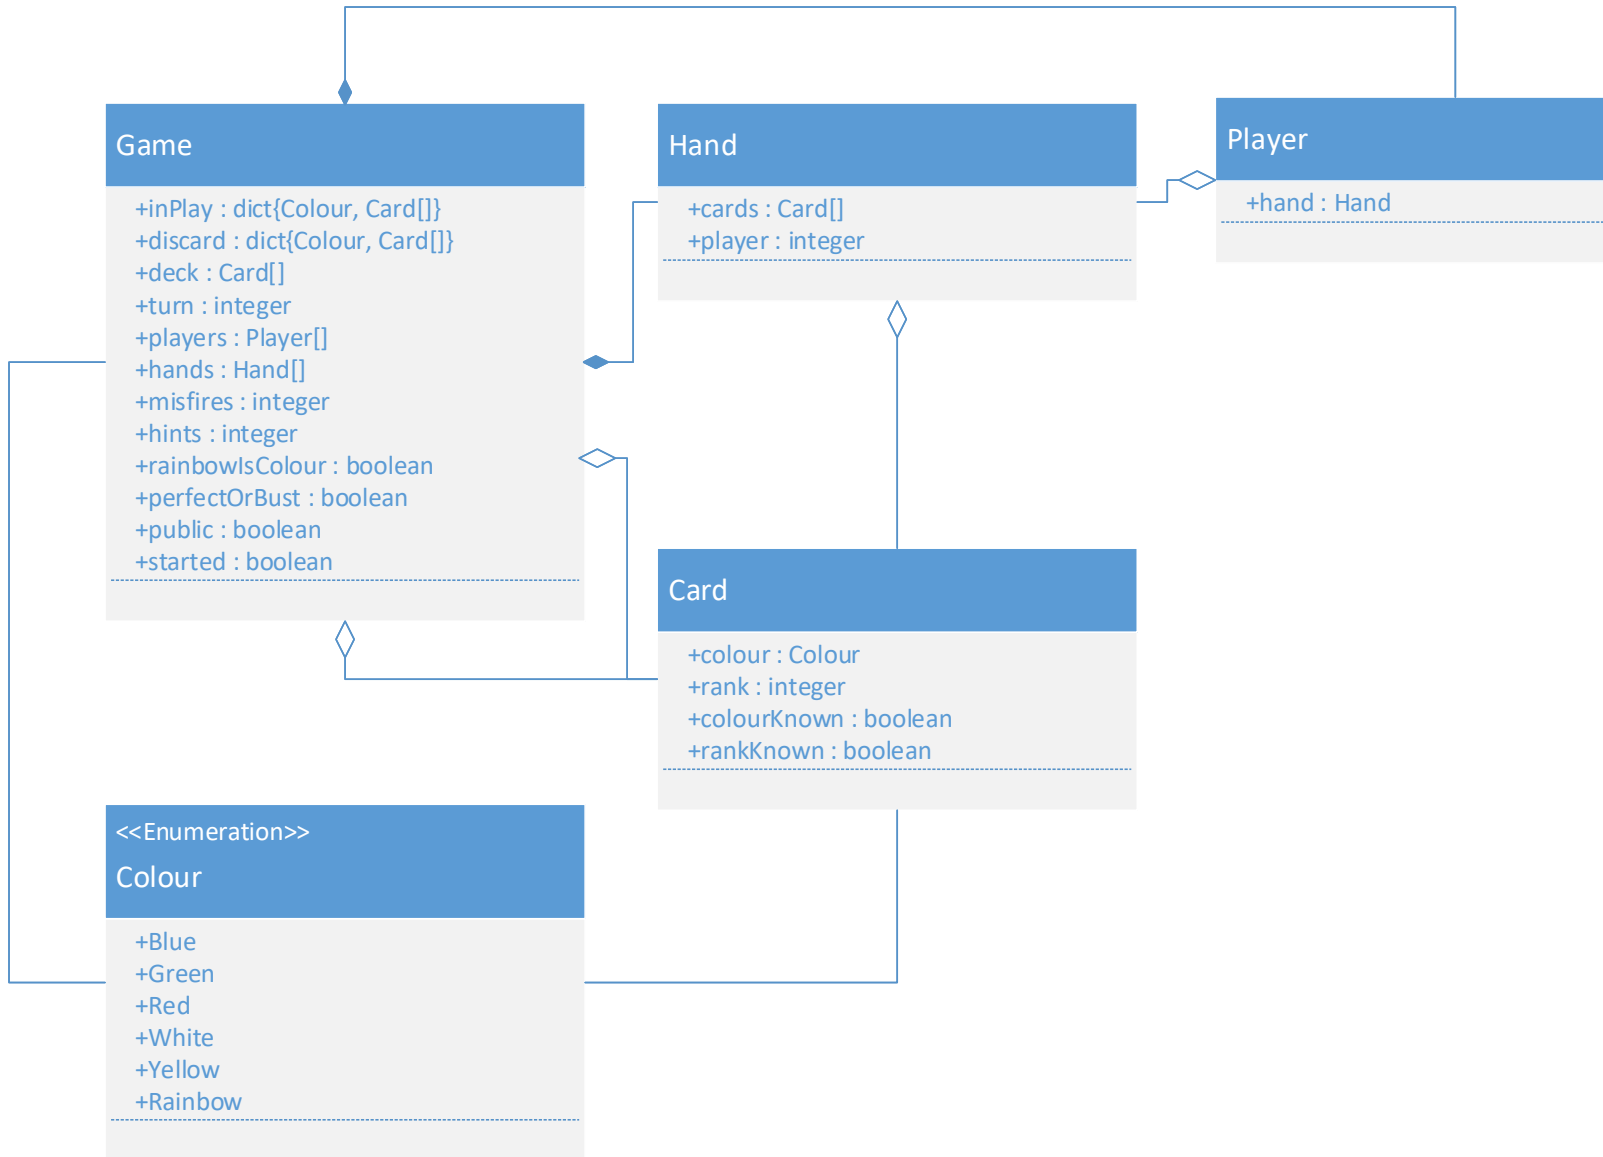 Game
+inPlay : dict{Colour, Card[]}
+discard : dict{Colour, Card[]}
+deck : Card[]
+turn : integer
+players : Player[]
+hands : Hand[]
+misfires : integer
+hints : integer
+rainbowIsColour : boolean
+perfectOrBust : boolean
+public : boolean
+started : boolean
Hand
+cards : Card[]
+player : integer
Player
+hand : Hand
Card
+colour : Colour
+rank : integer
+colourKnown : boolean
+rankKnown : boolean
<<Enumeration>>
Colour
+Blue
+Green
+Red
+White
+Yellow
+Rainbow